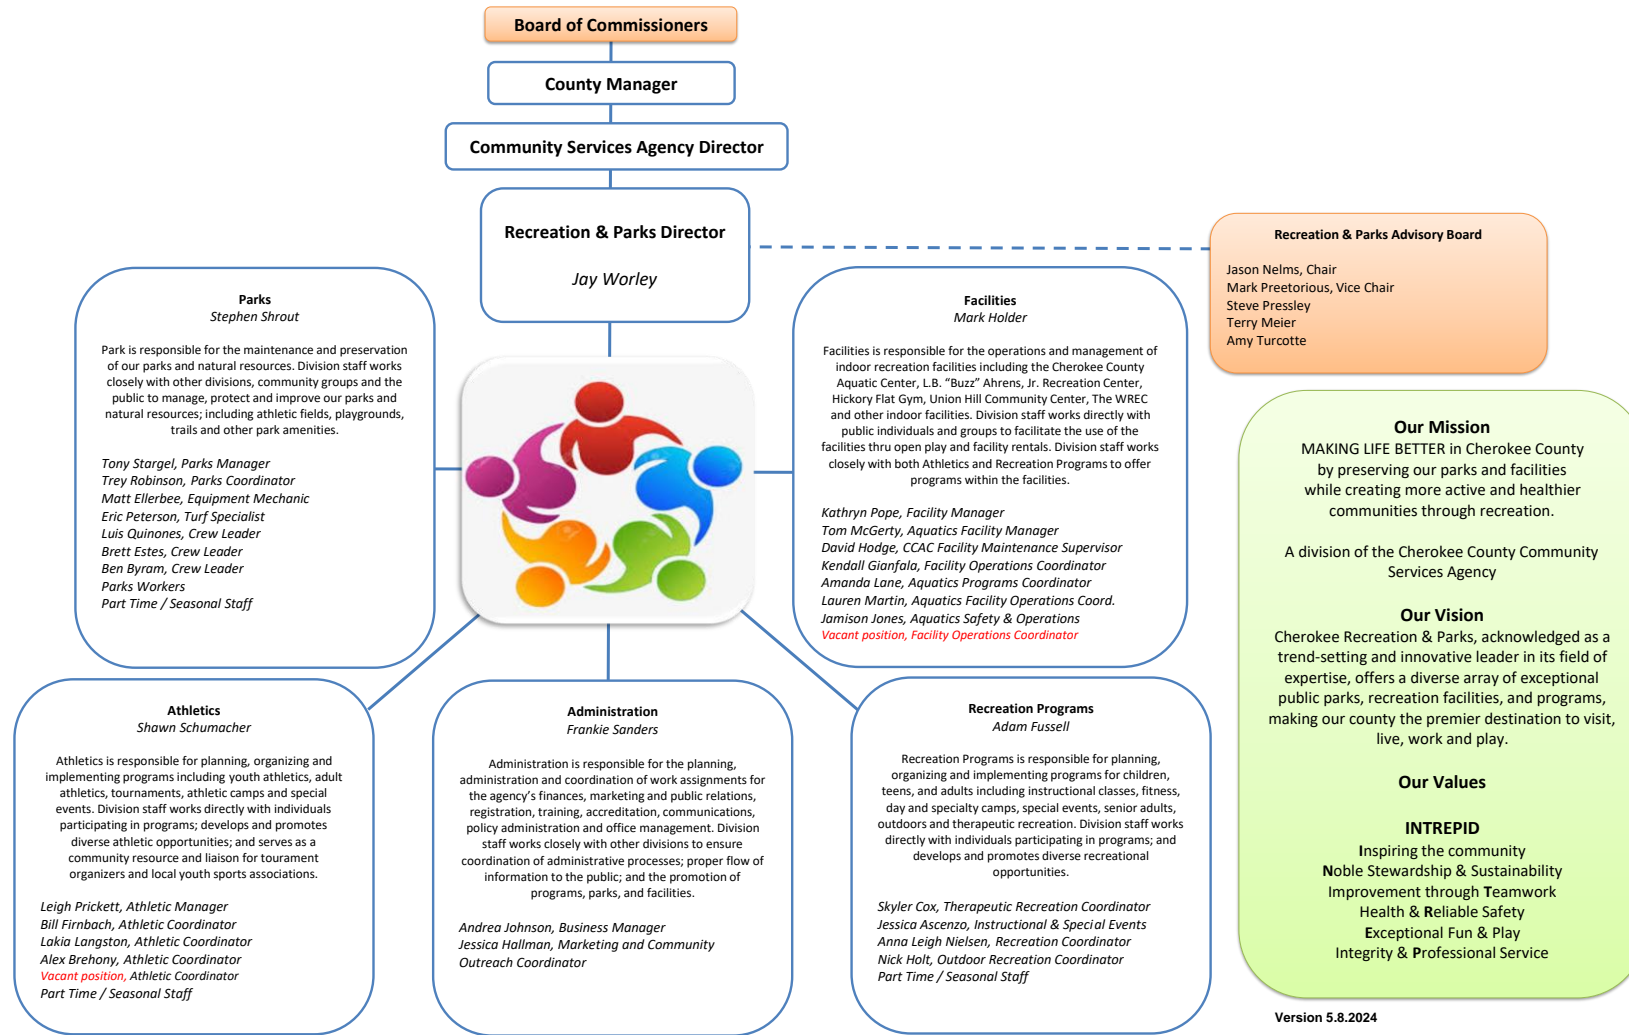 Board of Commissioners
County Manager
Community Services Agency Director
Recreation & Parks Director
Jay Worley
Recreation & Parks Advisory Board
Jason Nelms, Chair
Mark Preetorious, Vice Chair
Steve Pressley
Terry Meier
Amy Turcotte
Parks
Stephen Shrout
Park is responsible for the maintenance and preservation
of our parks and natural resources. Division staff works
closely with other divisions, community groups and the
public to manage, protect and improve our parks and
natural resources; including athletic fields, playgrounds,
trails and other park amenities.
Tony Stargel, Parks Manager
Trey Robinson, Parks Coordinator
Matt Ellerbee, Equipment Mechanic
Eric Peterson, Turf Specialist
Luis Quinones, Crew Leader
Brett Estes, Crew Leader
Ben Byram, Crew Leader
Parks Workers
Part Time / Seasonal Staff
Facilities
Mark Holder
Facilities is responsible for the operations and management of
indoor recreation facilities including the Cherokee County
Aquatic Center, L.B. “Buzz” Ahrens, Jr. Recreation Center,
Hickory Flat Gym, Union Hill Community Center, The WREC
and other indoor facilities. Division staff works directly with
public individuals and groups to facilitate the use of the
facilities thru open play and facility rentals. Division staff works
closely with both Athletics and Recreation Programs to offer
programs within the facilities.
Kathryn Pope, Facility Manager
Tom McGerty, Aquatics Facility Manager
David Hodge, CCAC Facility Maintenance Supervisor
Kendall Gianfala, Facility Operations Coordinator
Amanda Lane, Aquatics Programs Coordinator
Lauren Martin, Aquatics Facility Operations Coord.
Jamison Jones, Aquatics Safety & Operations
Vacant position, Facility Operations Coordinator
Athletics
Shawn Schumacher
Athletics is responsible for planning, organizing and
implementing programs including youth athletics, adult
athletics, tournaments, athletic camps and special
events. Division staff works directly with individuals
participating in programs; develops and promotes
diverse athletic opportunities; and serves as a
community resource and liaison for tourament
organizers and local youth sports associations.
Leigh Prickett, Athletic Manager
Bill Firnbach, Athletic Coordinator
Lakia Langston, Athletic Coordinator
Alex Brehony, Athletic Coordinator
Vacant position, Athletic Coordinator
Part Time / Seasonal Staff
Administration
Frankie Sanders
Administration is responsible for the planning,
administration and coordination of work assignments for
the agency’s finances, marketing and public relations,
registration, training, accreditation, communications,
policy administration and office management. Division
staff works closely with other divisions to ensure
coordination of administrative processes; proper flow of
information to the public; and the promotion of
programs, parks, and facilities.
Andrea Johnson, Business Manager
Jessica Hallman, Marketing and Community
Outreach Coordinator
Recreation Programs
Adam Fussell
Recreation Programs is responsible for planning,
organizing and implementing programs for children,
teens, and adults including instructional classes, fitness,
day and specialty camps, special events, senior adults,
outdoors and therapeutic recreation. Division staff works
directly with individuals participating in programs; and
develops and promotes diverse recreational
opportunities.
Skyler Cox, Therapeutic Recreation Coordinator
Jessica Ascenzo, Instructional & Special Events
Anna Leigh Nielsen, Recreation Coordinator
Nick Holt, Outdoor Recreation Coordinator
Part Time / Seasonal Staff
Our Mission
MAKING LIFE BETTER in Cherokee County
by preserving our parks and facilities
while creating more active and healthier
communities through recreation.
A division of the Cherokee County Community
Services Agency
Our Vision
Cherokee Recreation & Parks, acknowledged as a
trend-setting and innovative leader in its field of
expertise, offers a diverse array of exceptional
public parks, recreation facilities, and programs,
making our county the premier destination to visit,
live, work and play.
Our Values
INTREPID
Inspiring the community
Noble Stewardship & Sustainability
Improvement through Teamwork
Health & Reliable Safety
Exceptional Fun & Play
Integrity & Professional Service
Version 5.8.2024